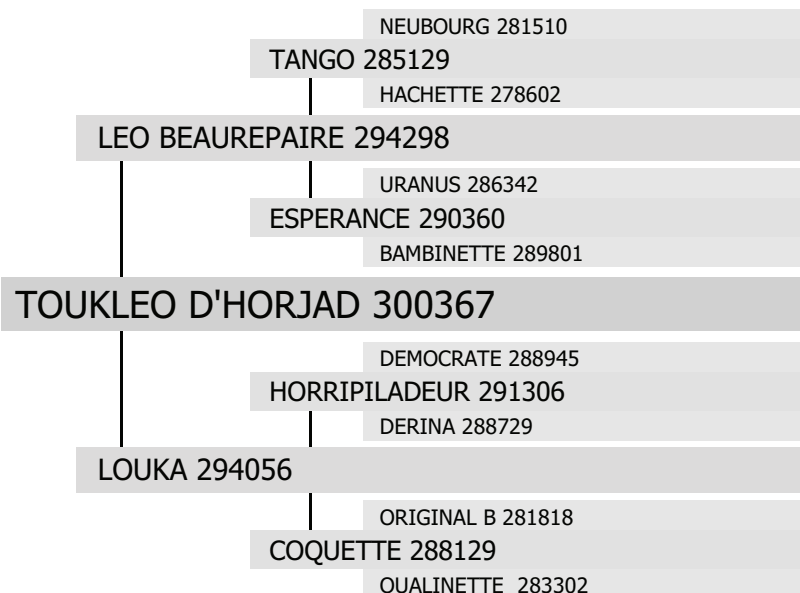 NEUBOURG 281510
TANGO 285129
HACHETTE 278602
LEO BEAUREPAIRE 294298
URANUS 286342
ESPERANCE 290360
BAMBINETTE 289801
TOUKLEO D'HORJAD 300367
DEMOCRATE 288945
HORRIPILADEUR 291306
DERINA 288729
LOUKA 294056
ORIGINAL B 281818
COQUETTE 288129
OUALINETTE 283302